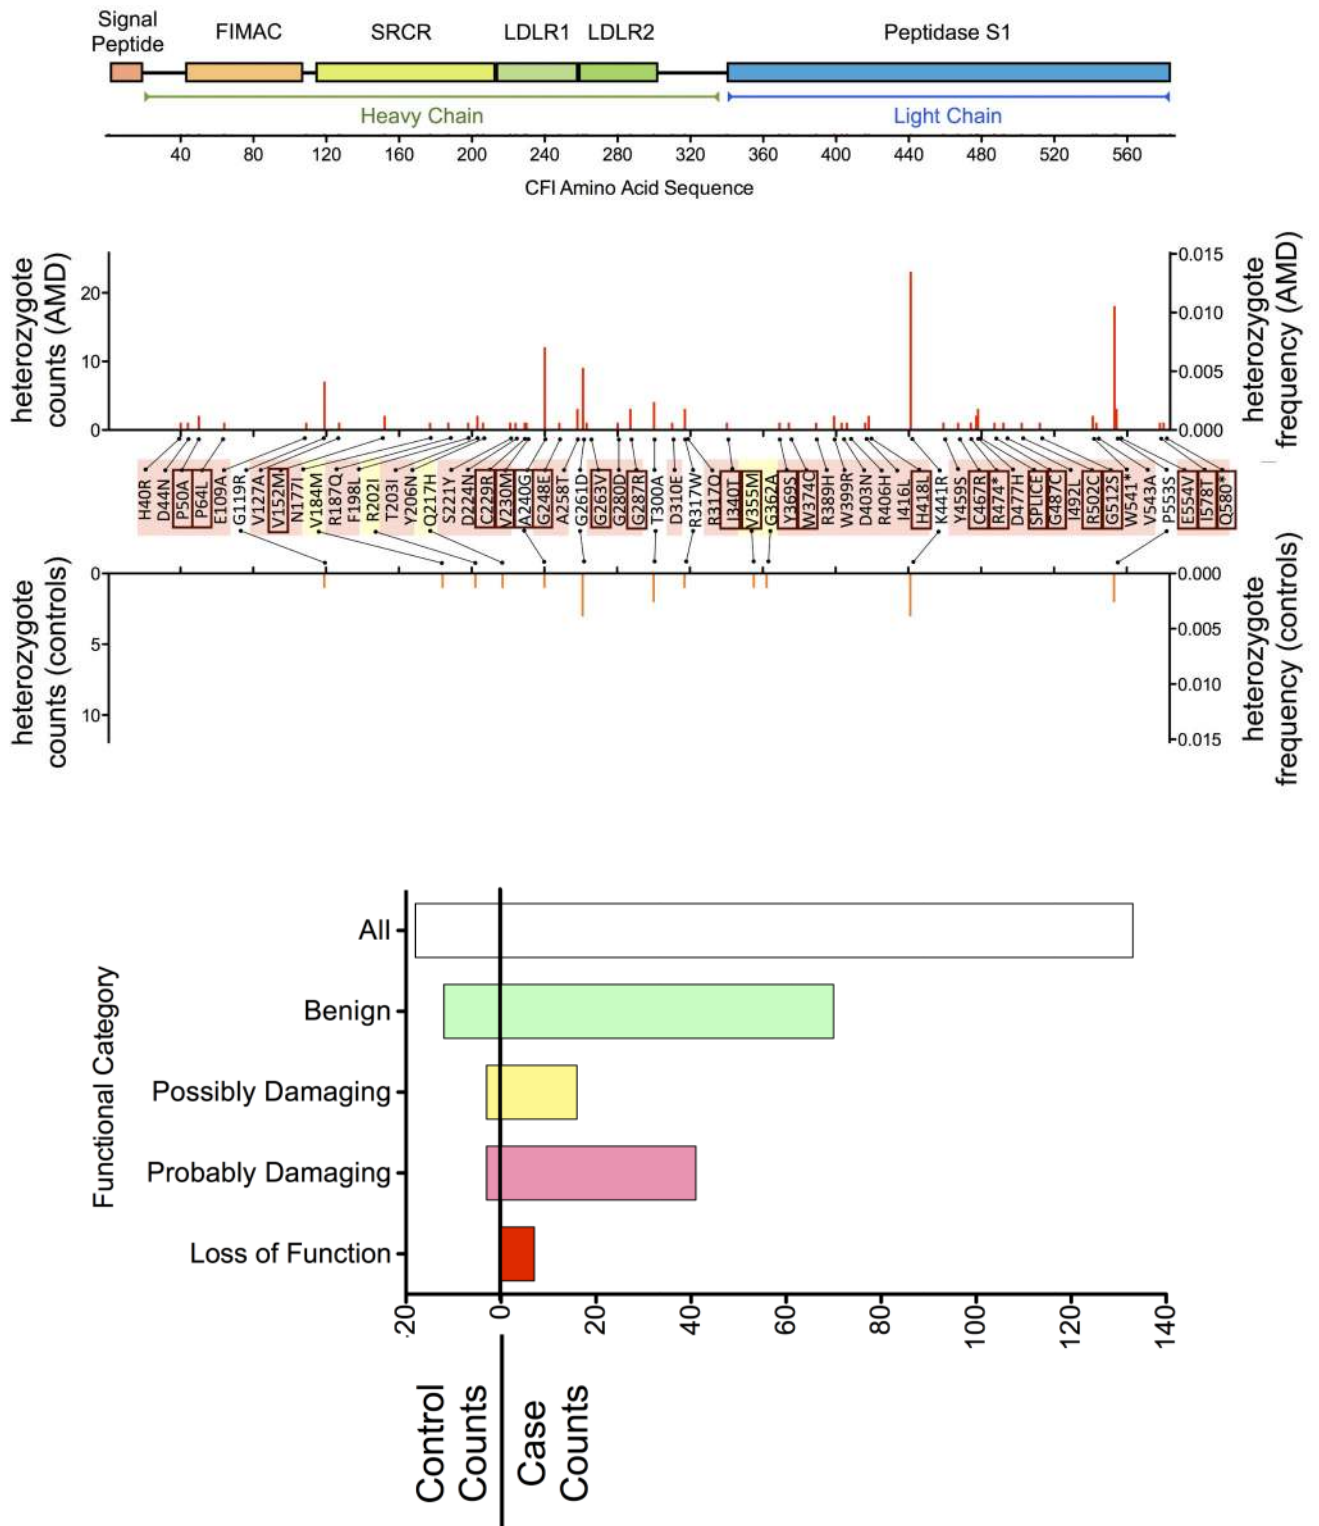 Signal
Peptide
FIMAC
SRCR
LDLR1
LDLR2
Peptidase S1
Heavy Chain
Light Chain
40 80 120 160 200 240 280 320 360 400 440 480 520 560
CFI Amino Acid Sequence
heterozygote
counts (AMD)
20
10
0
0.015
0.010
0.005
0.000
heterozygote
frequency (AMD)
H40R
D44N
P50A
P64L
E109A
G119R
V127A
V152M
N177I
V184M
R187Q
F198L
R202I
T203I
Y206N
Q217H
S221Y
D224N
C229R
V230M
A240G
G248E
A258T
G261D
G263V
G280D
G287R
T300A
D310E
R317W
R317Q
I340T
V355M
G362A
Y369S
W374C
R389H
W399R
D403N
R406H
I416L
H418L
K441R
Y459S
C467R
R474*
D477H
SPLICE
G487C
I492L
R502C
G512S
W541*
V543A
P553S
E554V
I578T
Q580*
heterozygote
counts (controls)
0
5
10
0.000
0.005
0.010
0.015
heterozygote
frequency (controls)
Functional Category
All
Benign
Possibly Damaging
Probably Damaging
Loss of Function
20 0 20 40 60 80 100 120 140
Control
Counts
Case
Counts